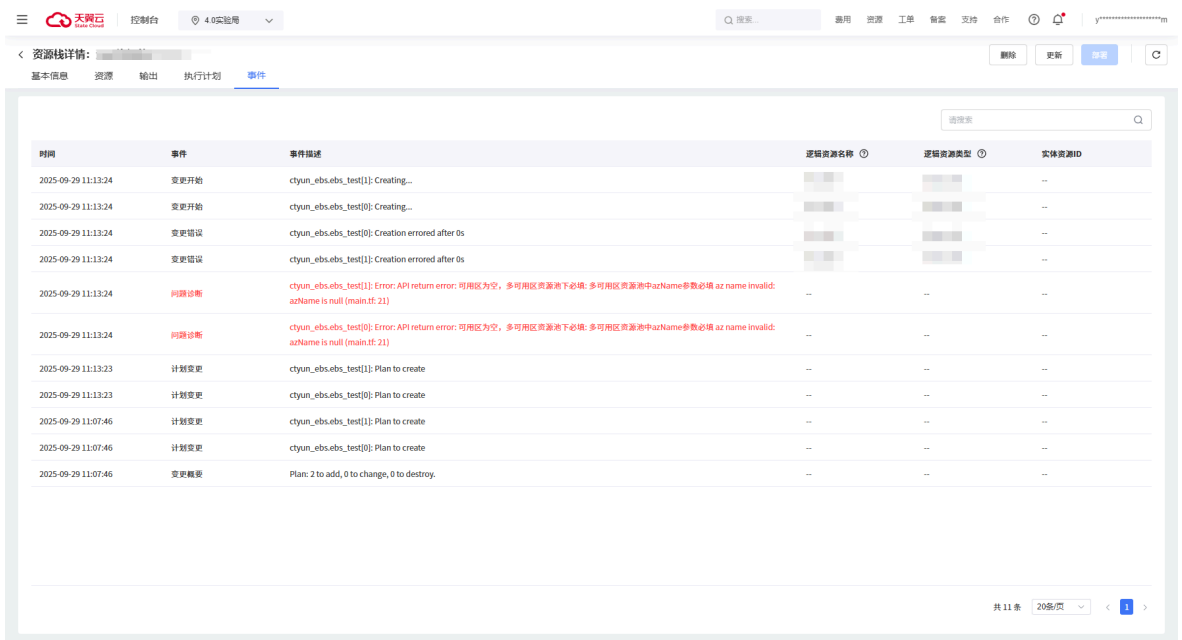 天翼云 控制台 4.0实验局 搜索... 费用 资源 工单 备案 支持 合作 y********************m
State Cloud
资源栈详情: 删除 更新 部署
基本信息 资源 输出 执行计划 事件
请搜索
时间 事件 事件描述 逻辑资源名称 逻辑资源类型 实体资源ID
2025-09-29 11:13:24 变更开始 ctyun_ebs.ebs_test[1]: Creating... --
2025-09-29 11:13:24 变更开始 ctyun_ebs.ebs_test[0]: Creating... --
2025-09-29 11:13:24 变更错误 ctyun_ebs.ebs_test[0]: Creation errored after 0s --
2025-09-29 11:13:24 变更错误 ctyun_ebs.ebs_test[1]: Creation errored after 0s --
ctyun_ebs.ebs_test[1]: Error: API return error: 可用区为空，多可用区资源池下必填: 多可用区资源池中azName参数必填 az name invalid:
2025-09-29 11:13:24 问题诊断 -- -- --
azName is null (main.tf: 21)
ctyun_ebs.ebs_test[0]: Error: API return error: 可用区为空，多可用区资源池下必填: 多可用区资源池中azName参数必填 az name invalid:
2025-09-29 11:13:24 问题诊断 -- -- --
azName is null (main.tf: 21)
2025-09-29 11:13:23 计划变更 ctyun_ebs.ebs_test[1]: Plan to create -- -- --
2025-09-29 11:13:23 计划变更 ctyun_ebs.ebs_test[0]: Plan to create -- -- --
2025-09-29 11:07:46 计划变更 ctyun_ebs.ebs_test[1]: Plan to create -- -- --
2025-09-29 11:07:46 计划变更 ctyun_ebs.ebs_test[0]: Plan to create -- -- --
2025-09-29 11:07:46 变更概要 Plan: 2 to add, 0 to change, 0 to destroy. -- -- --
共 11 条 20条/页 1